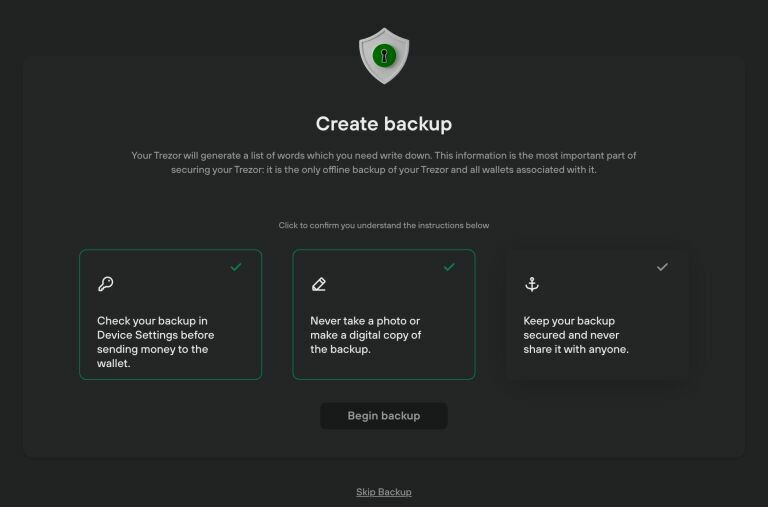 Create backup
Your Trezor will generate a list of words which you need write down. This information is the most important part of
securing your Trezor: it is the only offline backup of your Trezor and all wallets associated with it.
Click to confirm you understand the instructions below
Check your backup in
Device Settings before
sending money to the
wallet.
Never take a photo or
make a digital copy of
the backup.
Keep your backup
secured and never
share it with anyone.
Begin backup
Skip Backup